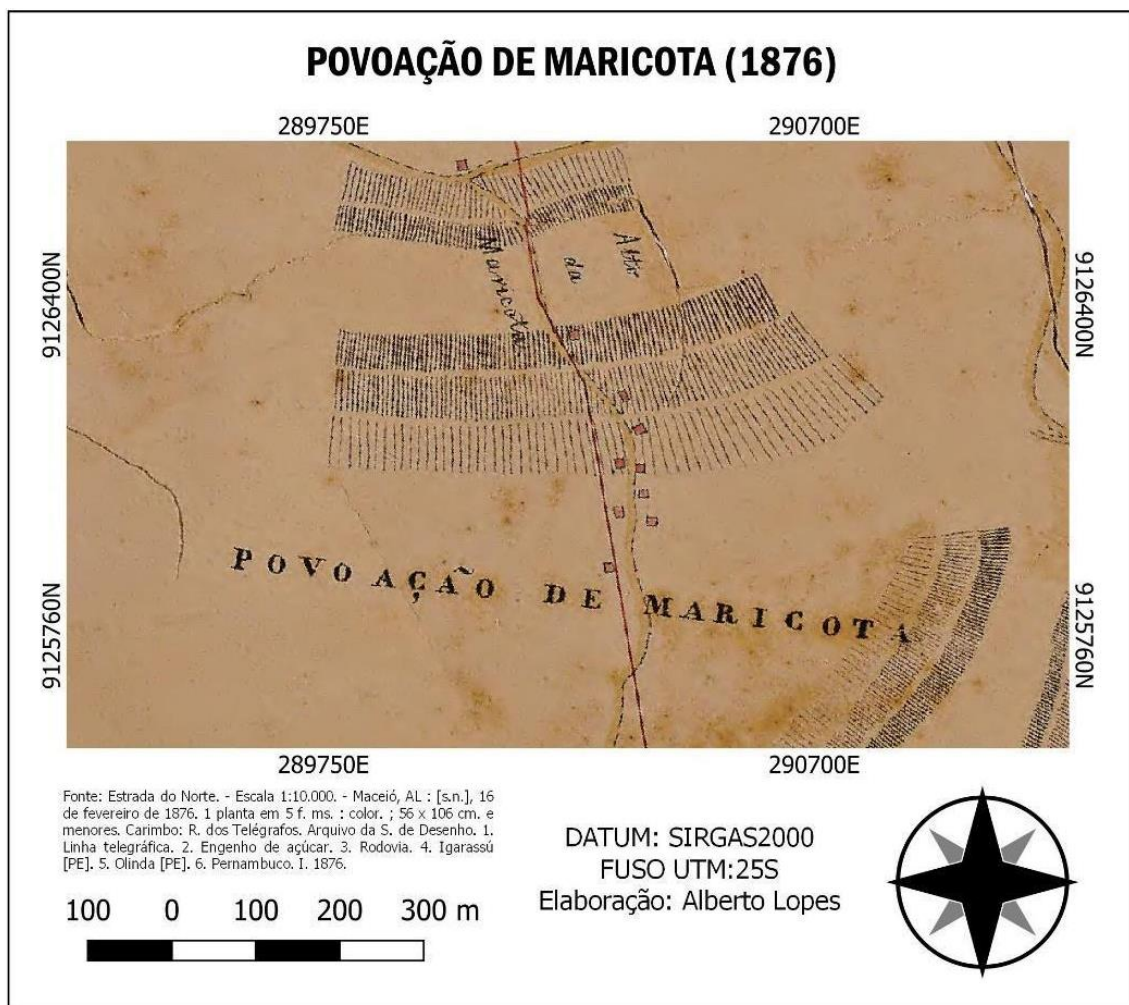 POVOAÇÃO DE MARICOTA (1876)
289750E
290700E
9126400N
9126400N
Alto
da
Maricota
POVOAÇÃO DE MARICOTA
9125760N
9125760N
289750E
290700E
Fonte: Estrada do Norte. - Escala 1:10.000. - Maceió, AL : [s.n.], 16
de fevereiro de 1876. 1 planta em 5 f. ms. : color. ; 56 x 106 cm. e
menores. Carimbo: R. dos Telégrafos. Arquivo da S. de Desenho. 1.
Linha telegráfica. 2. Engenho de açúcar. 3. Rodovia. 4. Igarassú
[PE]. 5. Olinda [PE]. 6. Pernambuco. I. 1876.
DATUM: SIRGAS2000
FUSO UTM:25S
Elaboração: Alberto Lopes
100 0 100 200 300 m